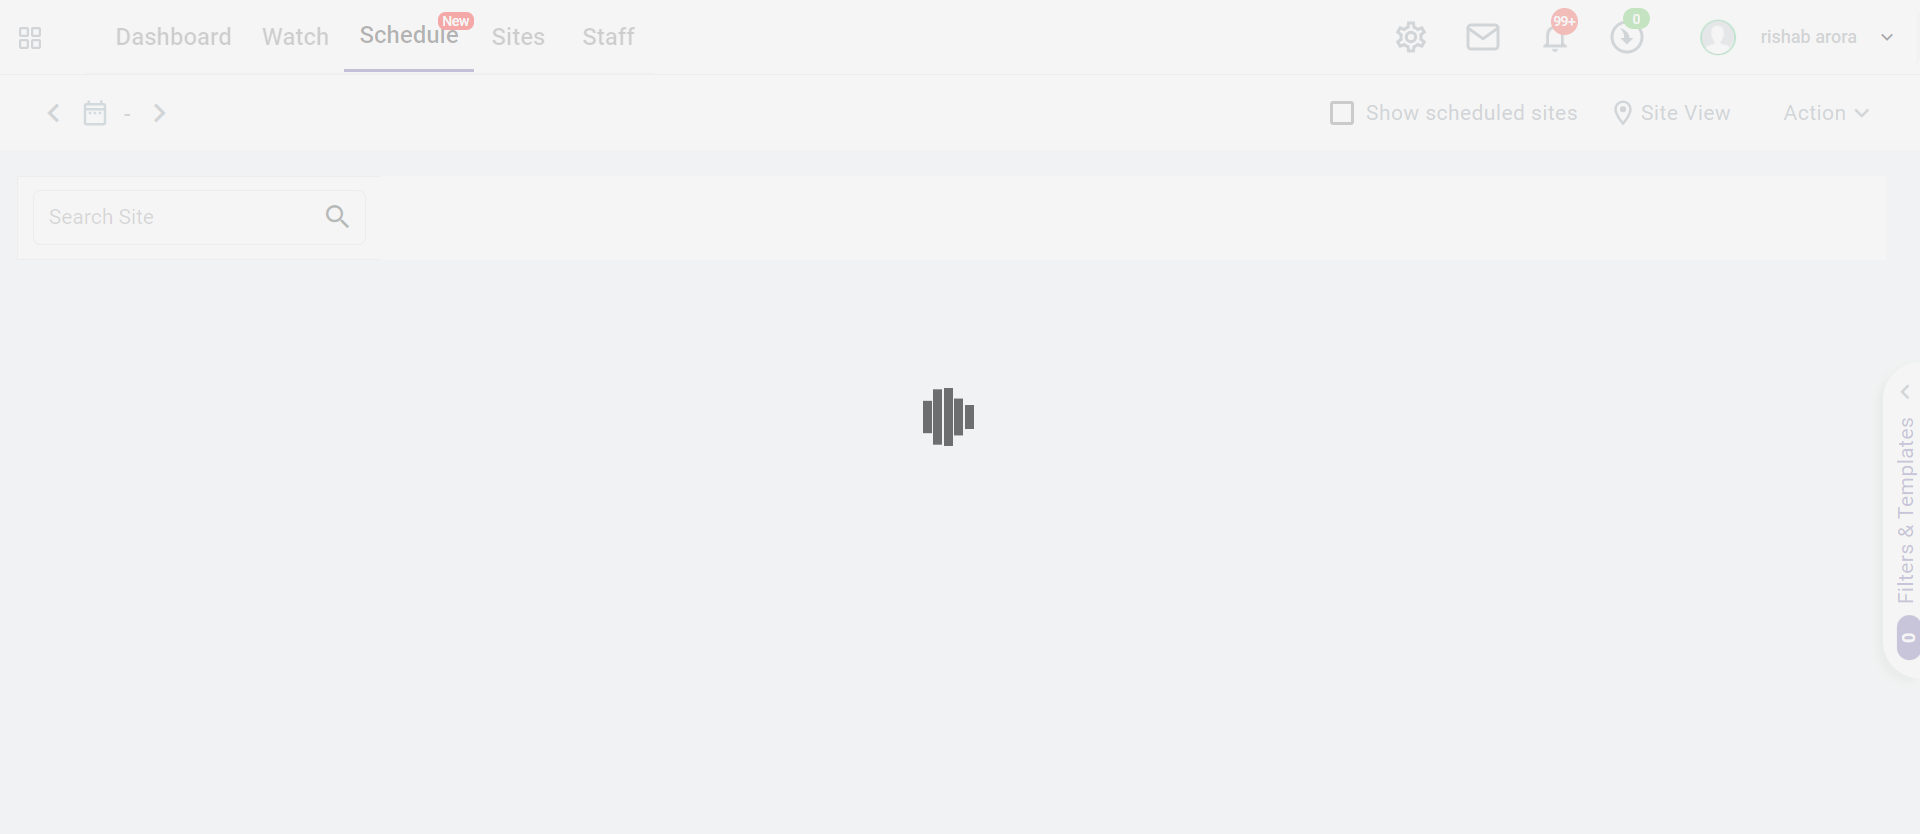 Dashboard Watch Schedule New Sites Staff 99+ 0 rishab arora
- Show scheduled sites Site View Action
Search Site
Filters & Templates
0